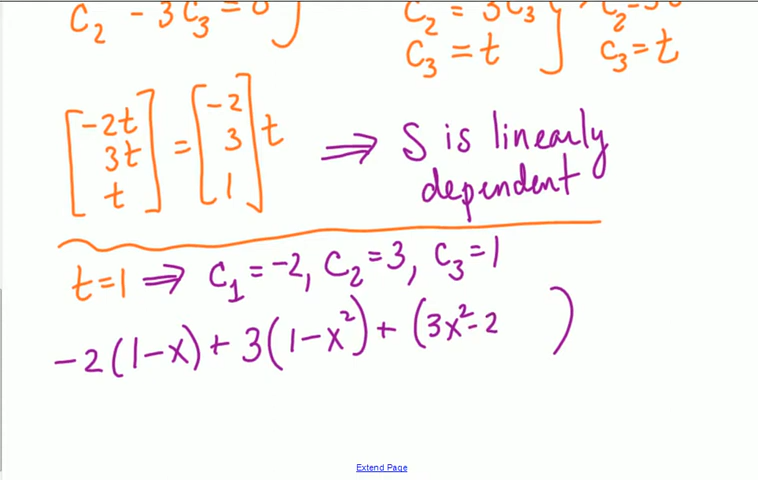 C₂ - 3C₃ = 0
C₂ = 3C₃
C₃ = t
C₃ = t
[-2t 3t t] = [-2 3 1] t ⟹ S is linearly dependent
t=1 ⟹ C₁ = -2, C₂ = 3, C₃ = 1
-2(1-x) + 3(1-x²) + (3x²-2 )
Extend Page